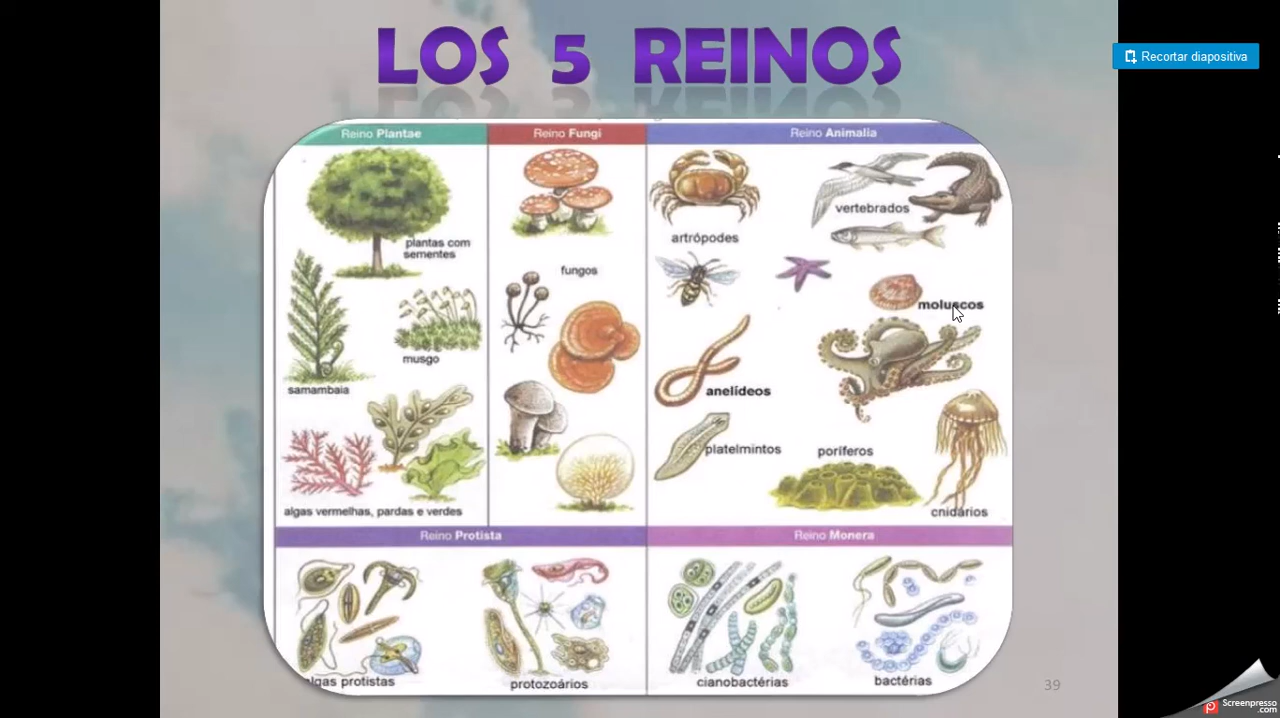 LOS 5 REINOS
Recortar diapositiva
Reino Plantae
Reino Fungi
Reino Animalia
plantas com
sementes
samambaia
musgo
algas vermelhas, pardas e verdes
fungos
artrópodes
vertebrados
moluscos
anelídeos
platelmintos
poríferos
cnidários
Reino Protista
Reino Monera
lgas protistas
protozoários
cianobactérias
bactérias
39
Screenpresso
.com